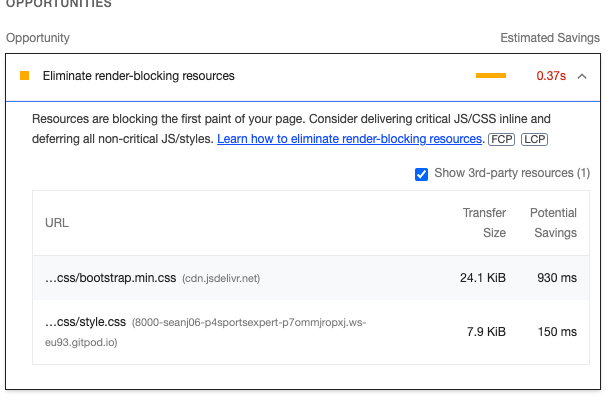 OPPORTUNITIES
Opportunity Estimated Savings
Eliminate render-blocking resources 0.37s
Resources are blocking the first paint of your page. Consider delivering critical JS/CSS inline and
deferring all non-critical JS/styles. Learn how to eliminate render-blocking resources. FCP LCP
Show 3rd-party resources (1)
URL Transfer Size Potential Savings
…css/bootstrap.min.css (cdn.jsdelivr.net) 24.1 KiB 930 ms
…css/style.css (8000-seanj06-p4sportsexpert-p7ommjropxj.ws-
eu93.gitpod.io) 7.9 KiB 150 ms